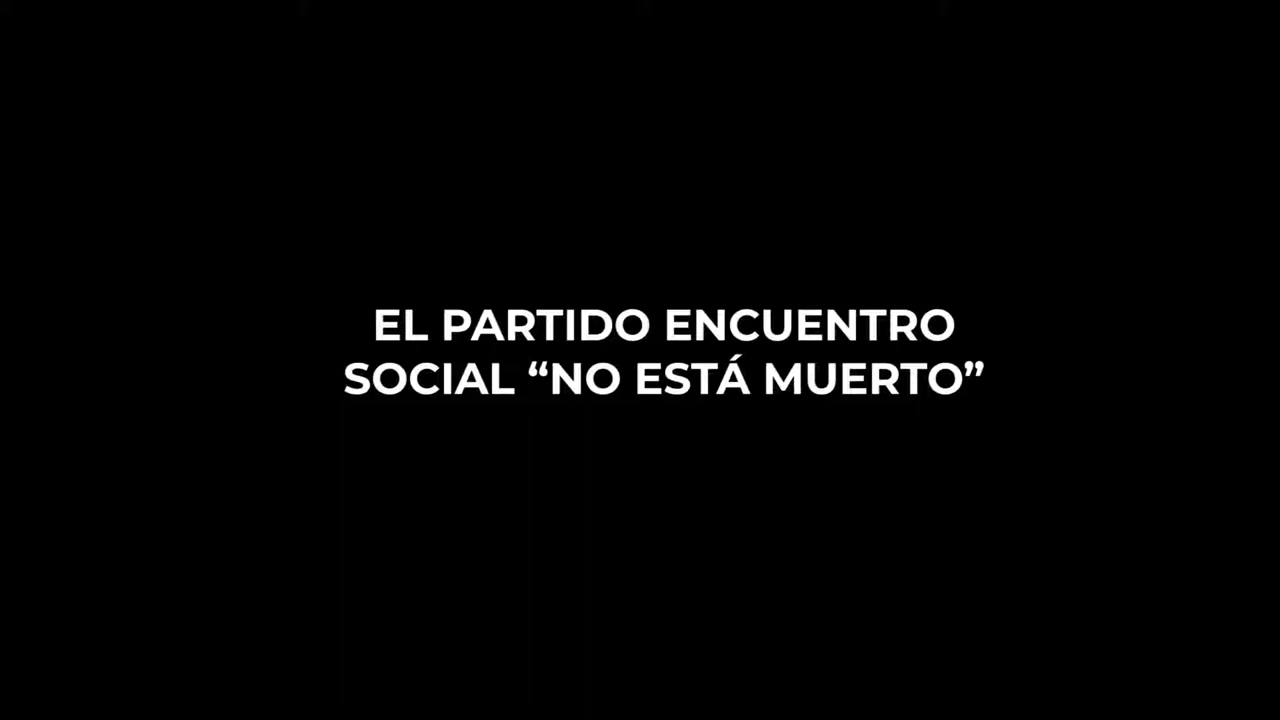 EL PARTIDO ENCUENTRO
SOCIAL “NO ESTÁ MUERTO”